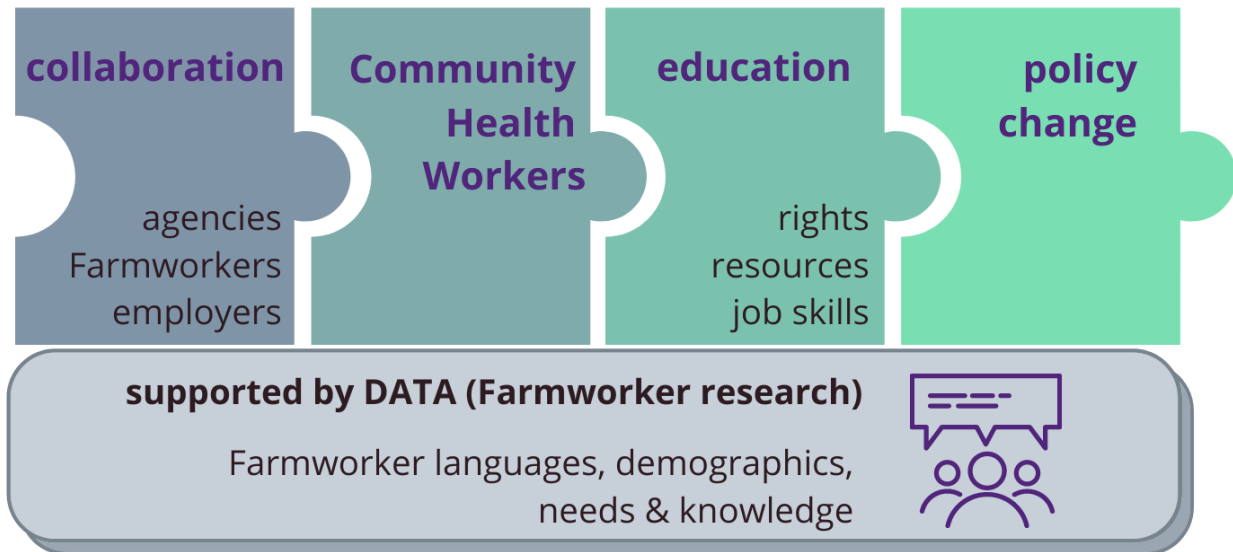 collaboration
agencies
Farmworkers
employers
Community
Health
Workers
education
rights
resources
job skills
policy
change
supported by DATA (Farmworker research)
Farmworker languages, demographics,
needs & knowledge